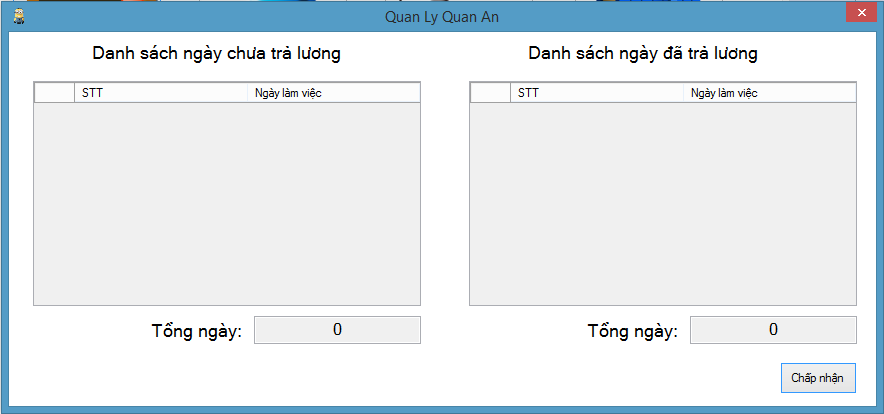 Quan Ly Quan An
Danh sách ngày chưa trả lương
Danh sách ngày đã trả lương
STT Ngày làm việc
STT Ngày làm việc
Tổng ngày: 0
Tổng ngày: 0
Chấp nhận